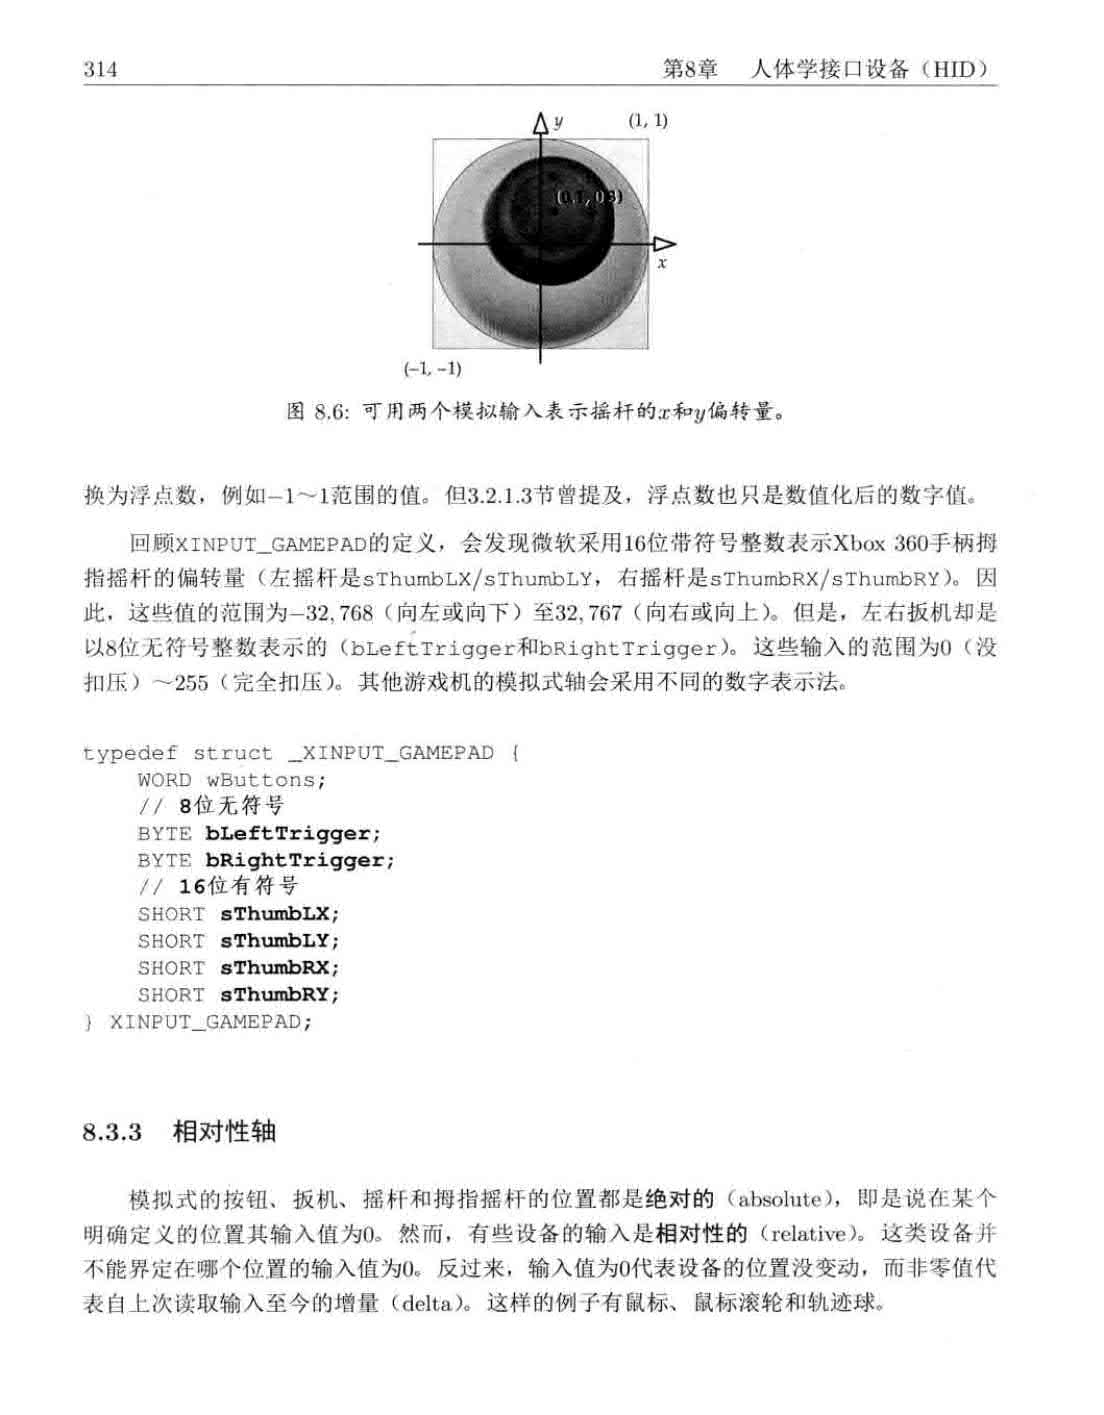 314
第8章 人体学接口设备（HID）
y
(1, 1)
(0.1, 0.3)
x
(–1, –1)
图 8.6: 可用两个模拟输入表示摇杆的x和y偏转量。
换为浮点数，例如–1～1范围的值。但3.2.1.3节曾提及，浮点数也只是数值化后的数字值。
回顾XINPUT_GAMEPAD的定义，会发现微软采用16位带符号整数表示Xbox 360手柄拇
指摇杆的偏转量（左摇杆是sThumbLX/sThumbLY，右摇杆是sThumbRX/sThumbRY）。因
此，这些值的范围为–32,768（向左或向下）至32,767（向右或向上）。但是，左右扳机却是
以8位无符号整数表示的（bLeftTrigger和bRightTrigger）。这些输入的范围为0（没
扣压）～255（完全扣压）。其他游戏机的模拟式轴会采用不同的数字表示法。
typedef struct _XINPUT_GAMEPAD {
WORD wButtons;
// 8位无符号
BYTE bLeftTrigger;
BYTE bRightTrigger;
// 16位有符号
SHORT sThumbLX;
SHORT sThumbLY;
SHORT sThumbRX;
SHORT sThumbRY;
} XINPUT_GAMEPAD;
8.3.3 相对性轴
模拟式的按钮、扳机、摇杆和拇指摇杆的位置都是绝对的（absolute），即是说在某个
明确定义的位置其输入值为0。然而，有些设备的输入是相对性的（relative）。这类设备并
不能界定在哪个位置的输入值为0。反过来，输入值为0代表设备的位置没变动，而非零值代
表自上次读取输入至今的增量（delta）。这样的例子有鼠标、鼠标滚轮和轨迹球。